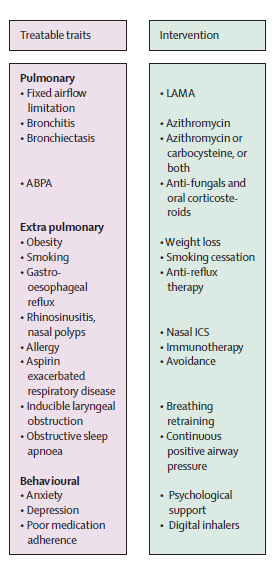 Treatable traits
Pulmonary
• Fixed airflow
limitation
• Bronchitis
• Bronchiectasis
• ABPA
Extra pulmonary
• Obesity
• Smoking
• Gastro-
oesophageal
reflux
• Rhinosinusitis,
nasal polyps
• Allergy
• Aspirin
exacerbated
respiratory disease
• Inducible laryngeal
obstruction
• Obstructive sleep
apnoea
Behavioural
• Anxiety
• Depression
• Poor medication
adherence
Intervention
• LAMA
• Azithromycin
• Azithromycin or
carbocysteine, or
both
• Anti-fungals and
oral corticoste-
roids
• Weight loss
• Smoking cessation
• Anti-reflux
therapy
• Nasal ICS
• Immunotherapy
• Avoidance
• Breathing
retraining
• Continuous
positive airway
pressure
• Psychological
support
• Digital inhalers